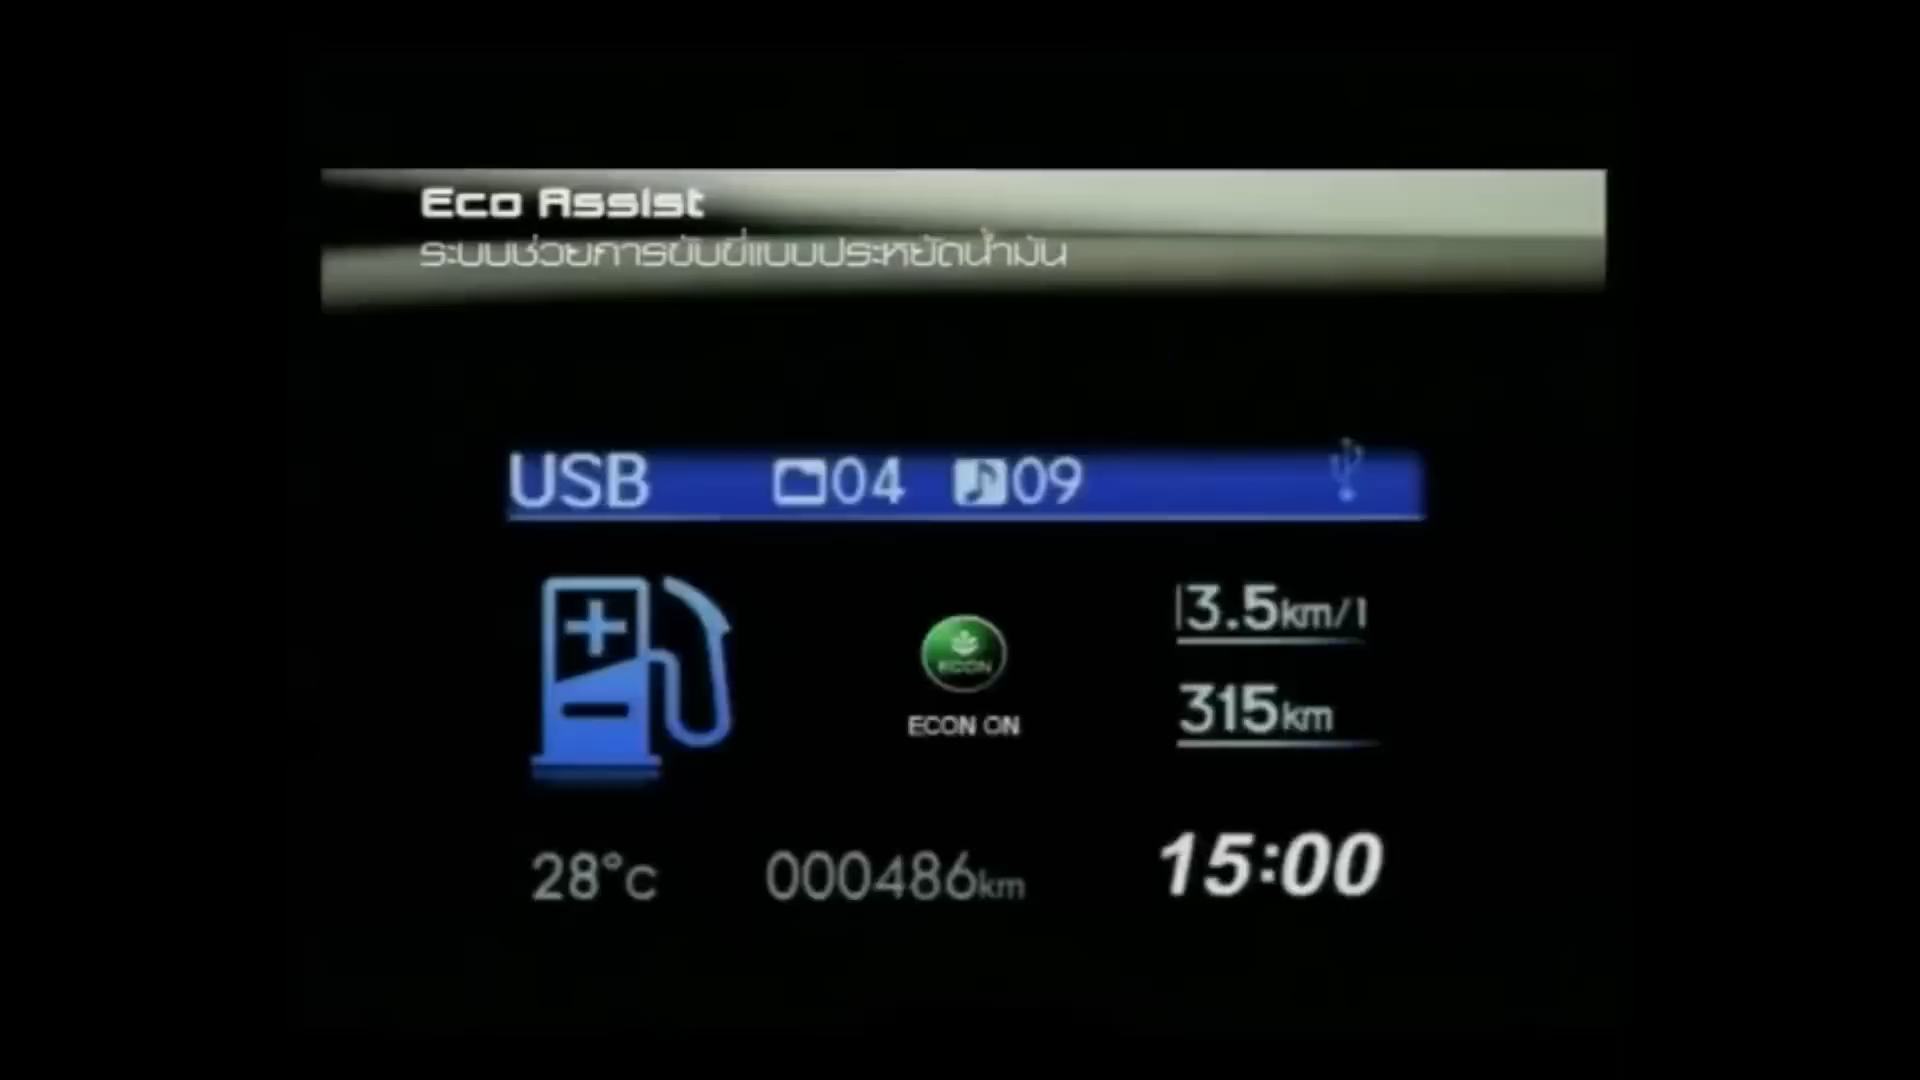 Eco Assist
ระบบช่วยการขับขี่แบบประหยัดน้ำมัน
USB 04 09
13.5km/l
ECON
ECON ON
315km
28°c 000486km 15:00